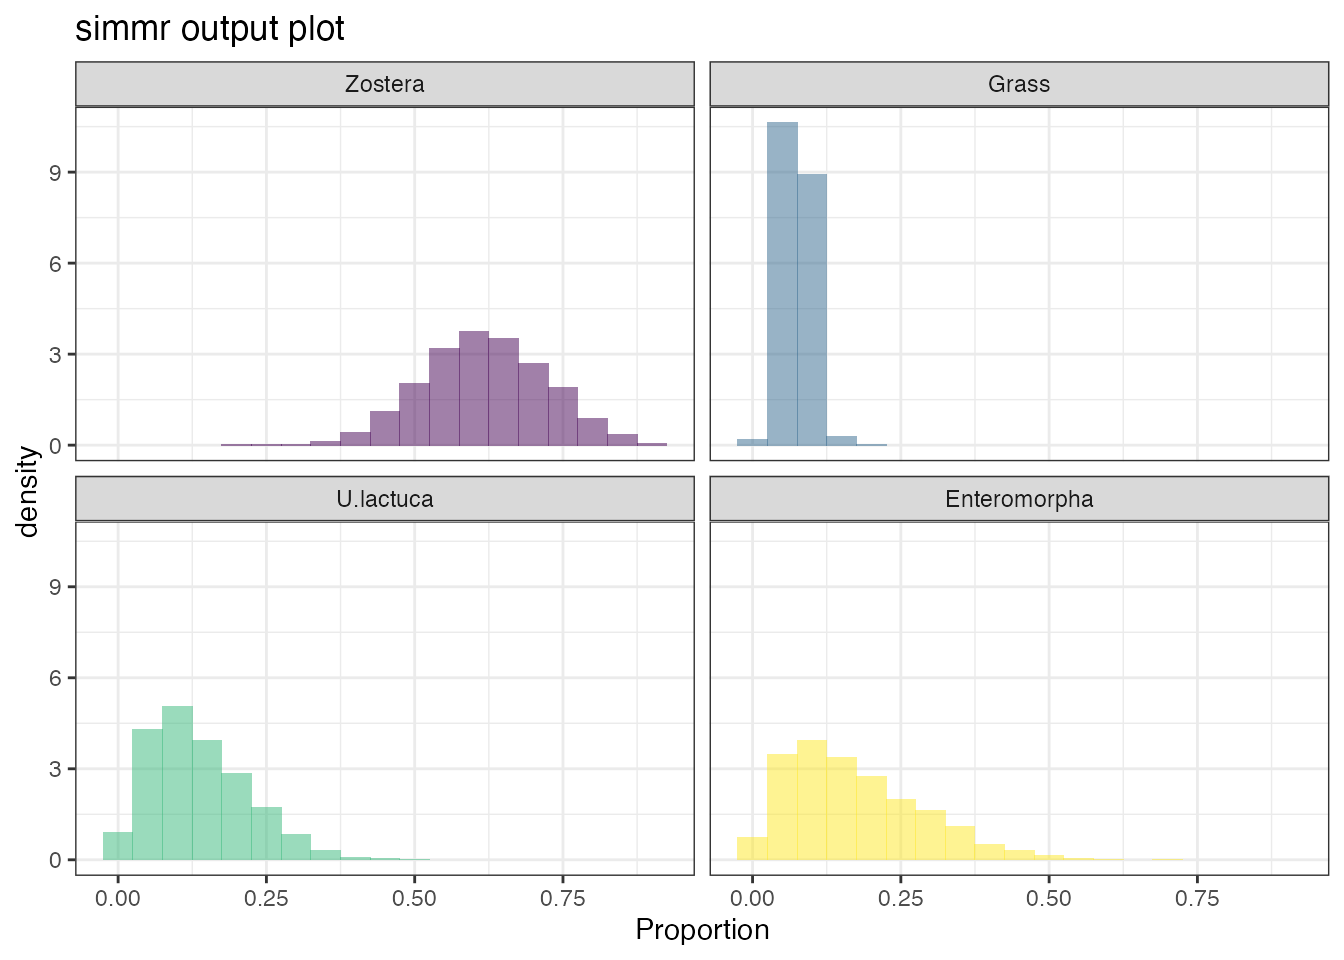 simmr output plot
Zostera
Grass
9
6
3
0
U.lactuca
Enteromorpha
density
9
6
3
0
0.00 0.25 0.50 0.75
0.00 0.25 0.50 0.75
Proportion